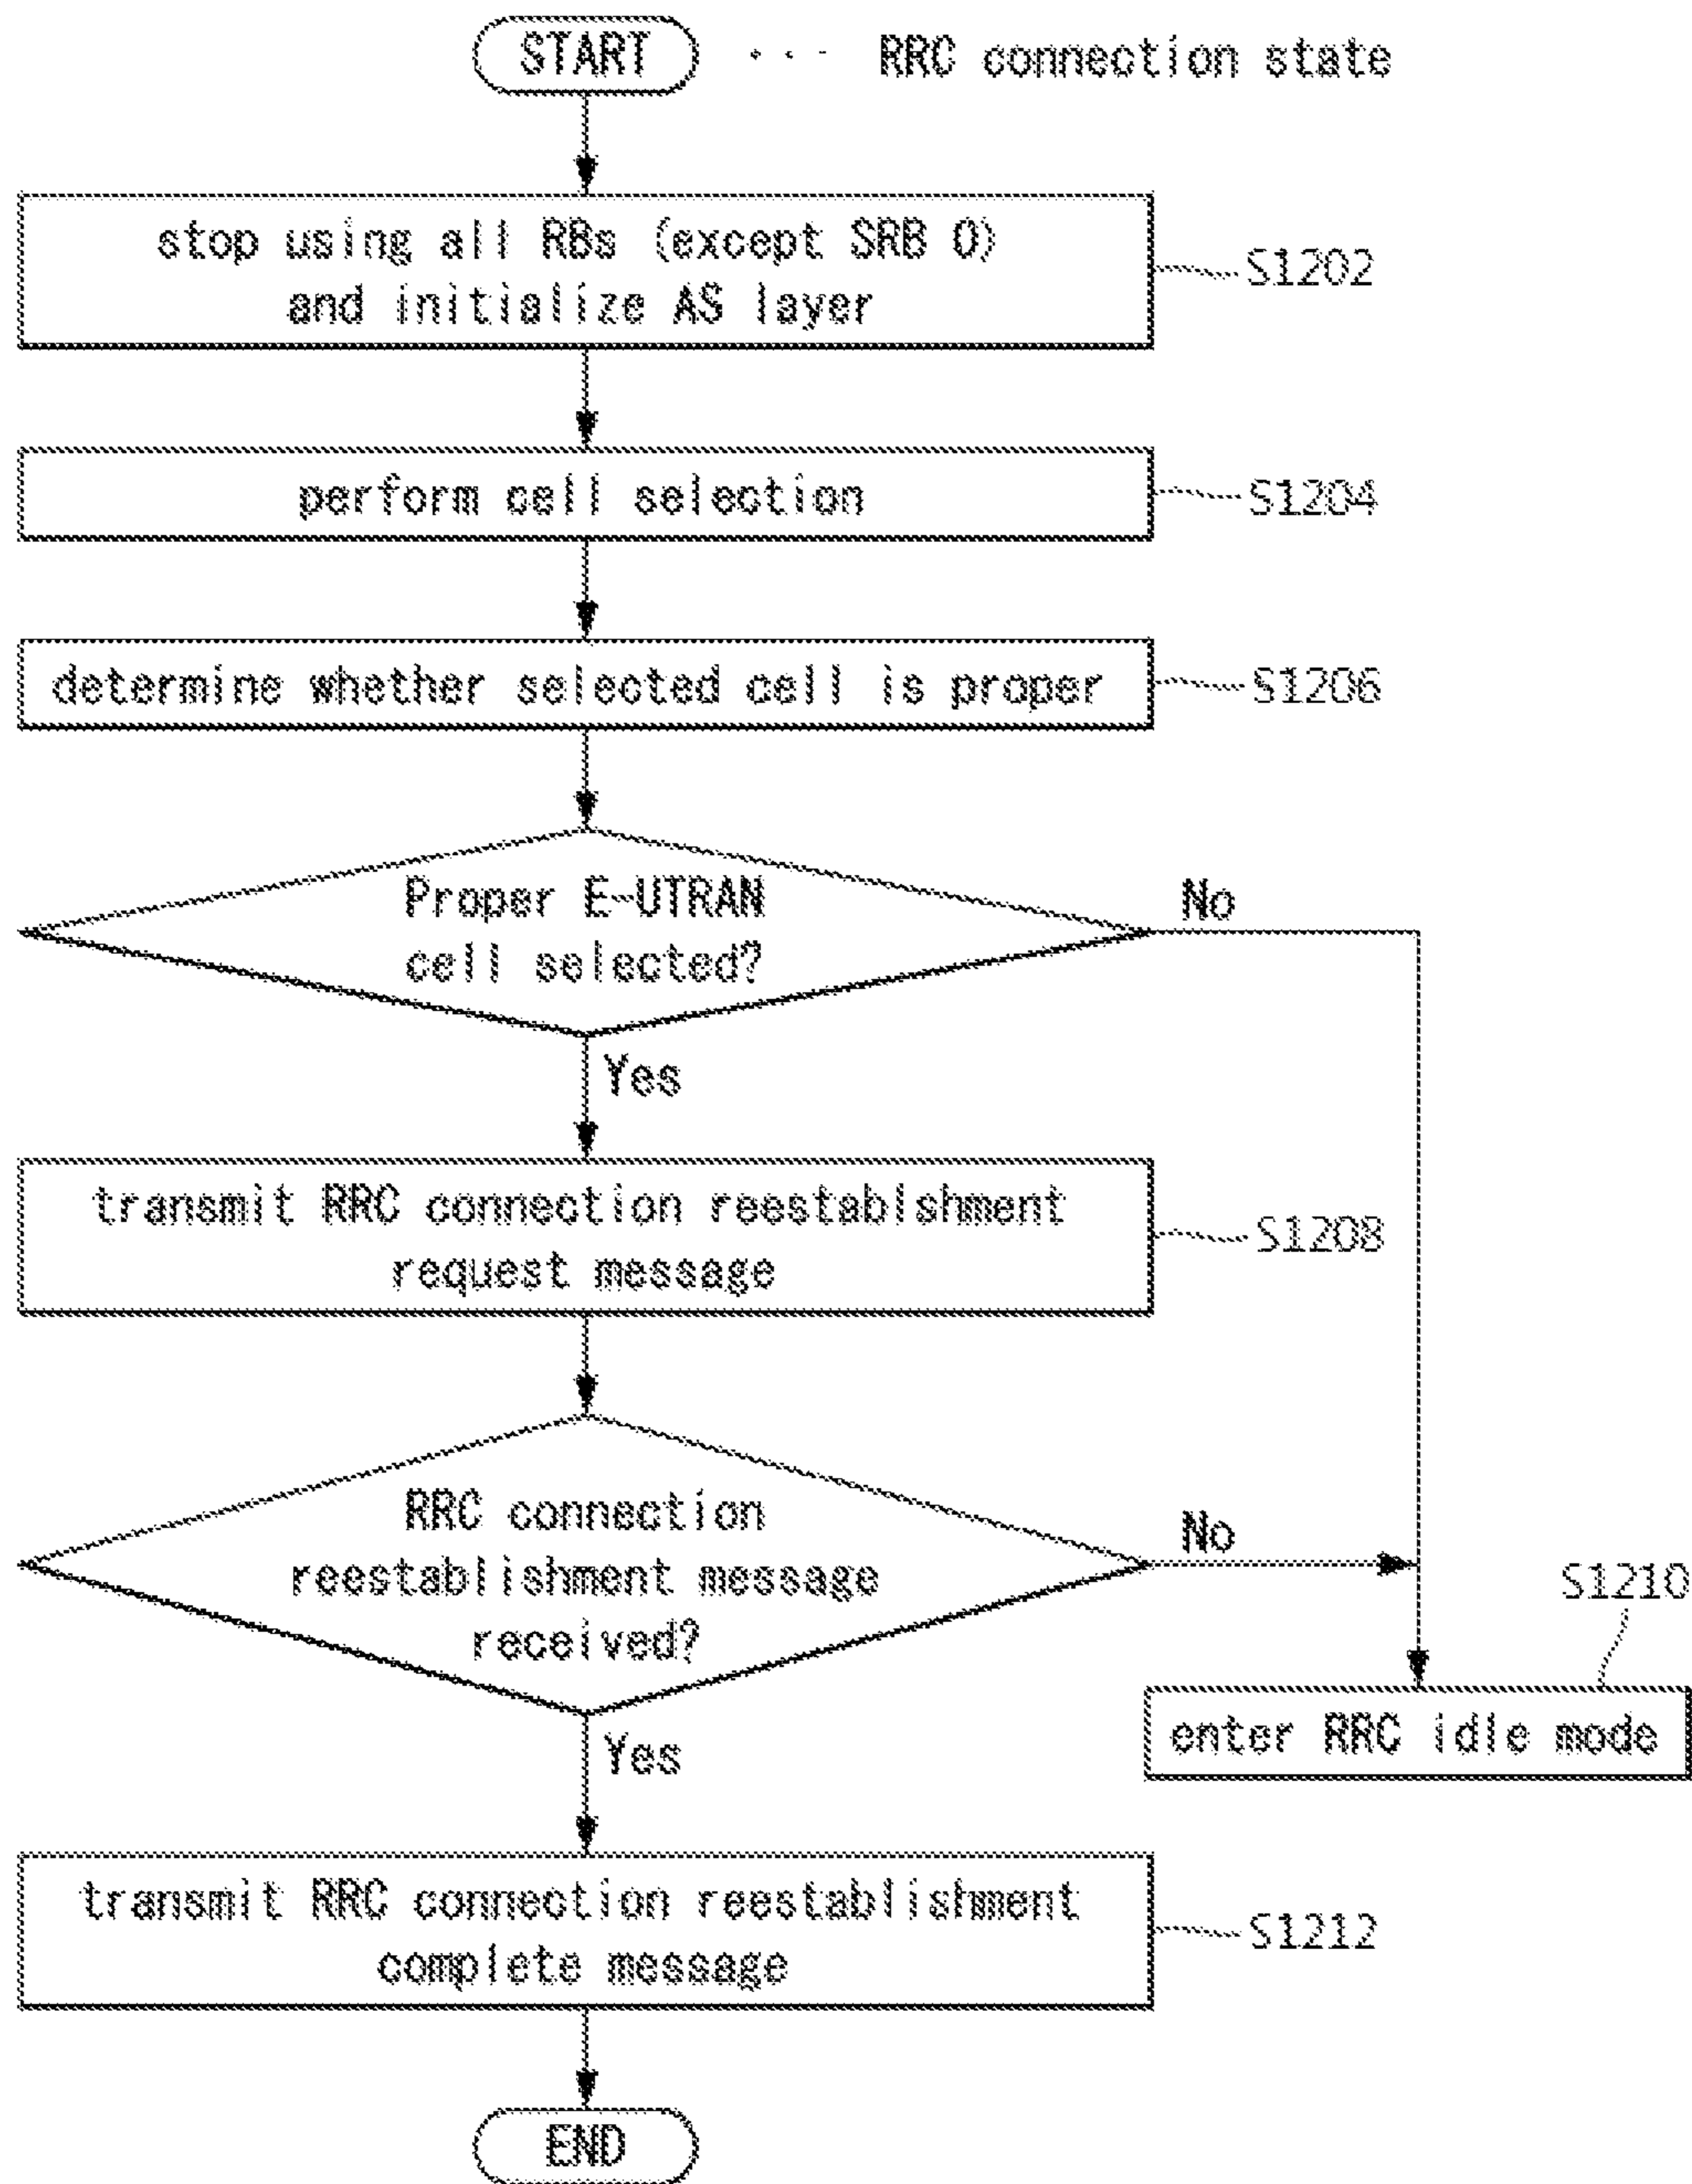 START ··· RRC connection state
stop using all RBs (except SRB 0)
and initialize AS layer
S1202
perform cell selection
S1204
determine whether selected cell is proper
S1206
Proper E-UTRAN
cell selected?
No
Yes
transmit RRC connection reestablshment
request message
S1208
RRC connection
reestablishment message
received?
No
S1210
enter RRC idle mode
Yes
transmit RRC connection reestablishment
complete message
S1212
END